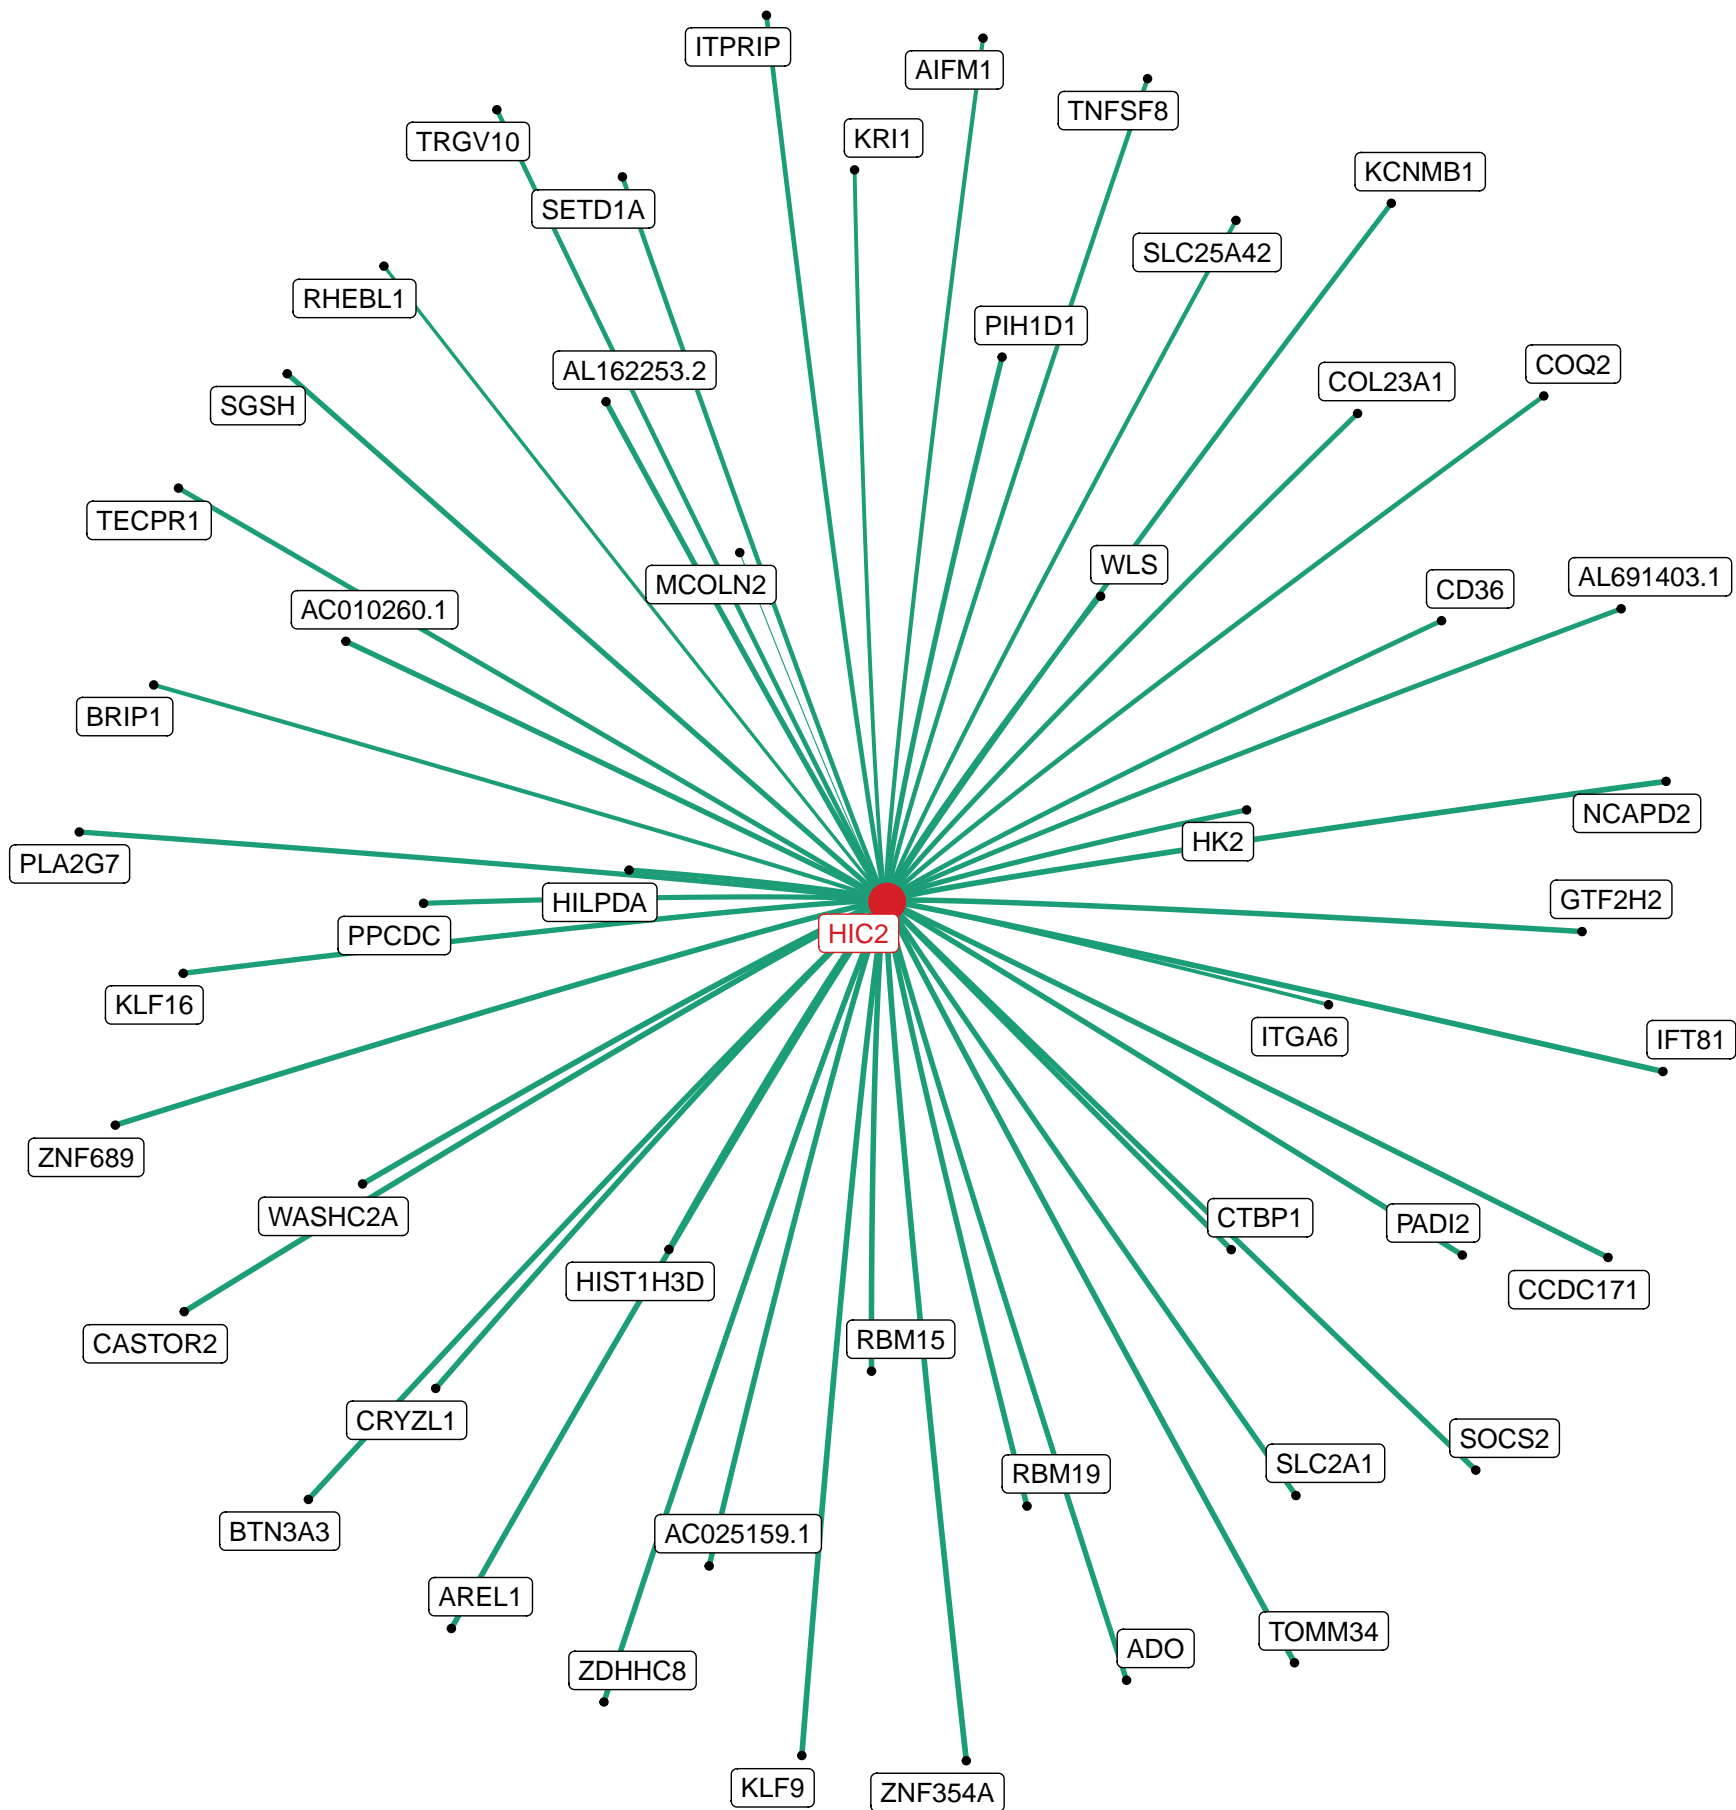 ITPRIP
AIFM1
TNFSF8
TRGV10
KRI1
KCNMB1
SETD1A
SLC25A42
RHEBL1
PIH1D1
AL162253.2
COQ2
COL23A1
SGSH
TECPR1
WLS
AL691403.1
MCOLN2
CD36
AC010260.1
BRIP1
NCAPD2
HK2
PLA2G7
GTF2H2
HILPDA
PPCDC
HIC2
KLF16
ITGA6
IFT81
ZNF689
WASHC2A
CTBP1
PADI2
HIST1H3D
CCDC171
CASTOR2
RBM15
CRYZL1
SOCS2
SLC2A1
RBM19
BTN3A3
AC025159.1
AREL1
TOMM34
ADO
ZDHHC8
KLF9
ZNF354A